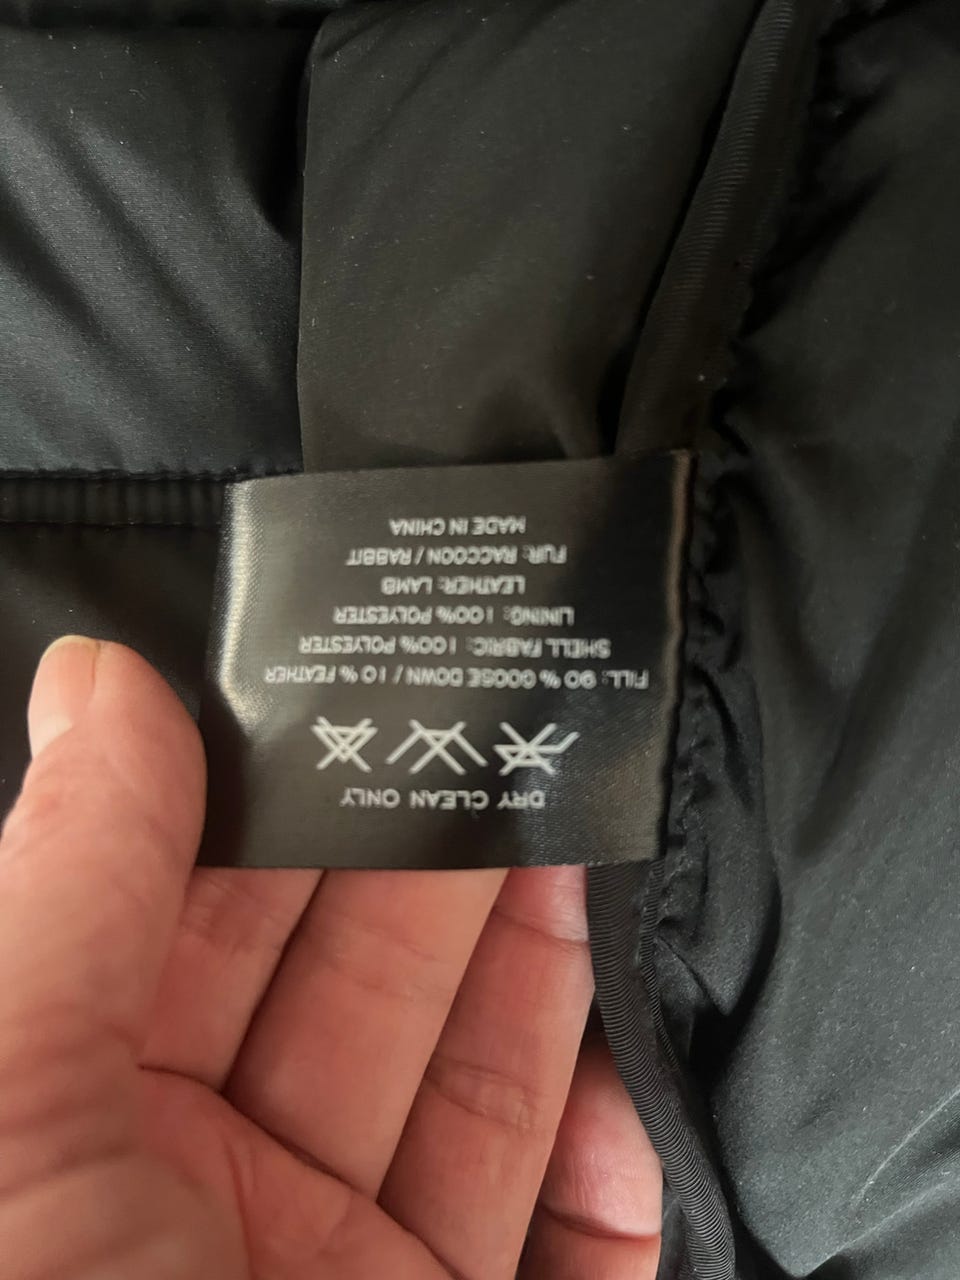 DRY CLEAN ONLY
FILL: 90 % GOOSE DOWN / 10 % FEATHER
SHELL FABRIC: 100% POLYESTER
LINING: 100% POLYESTER
LEATHER: LAMB
FUR: RACCOON / RABBIT
MADE IN CHINA